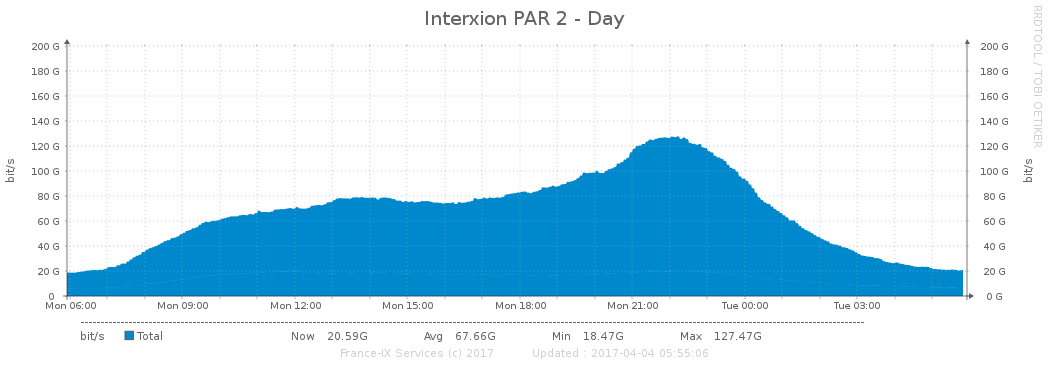 Interxion PAR 2 - Day
RRDTOOL / TOBI OETIKER
200 G 200 G
180 G 180 G
160 G 160 G
140 G 140 G
120 G 120 G
100 G 100 G
80 G 80 G
60 G 60 G
40 G 40 G
20 G 20 G
0 0 G
bit/s bit/s
Mon 06:00 Mon 09:00 Mon 12:00 Mon 15:00 Mon 18:00 Mon 21:00 Tue 00:00 Tue 03:00
bit/s Total Now 20.59G Avg 67.66G Min 18.47G Max 127.47G
France-IX Services (c) 2017 Updated : 2017-04-04 05:55:06